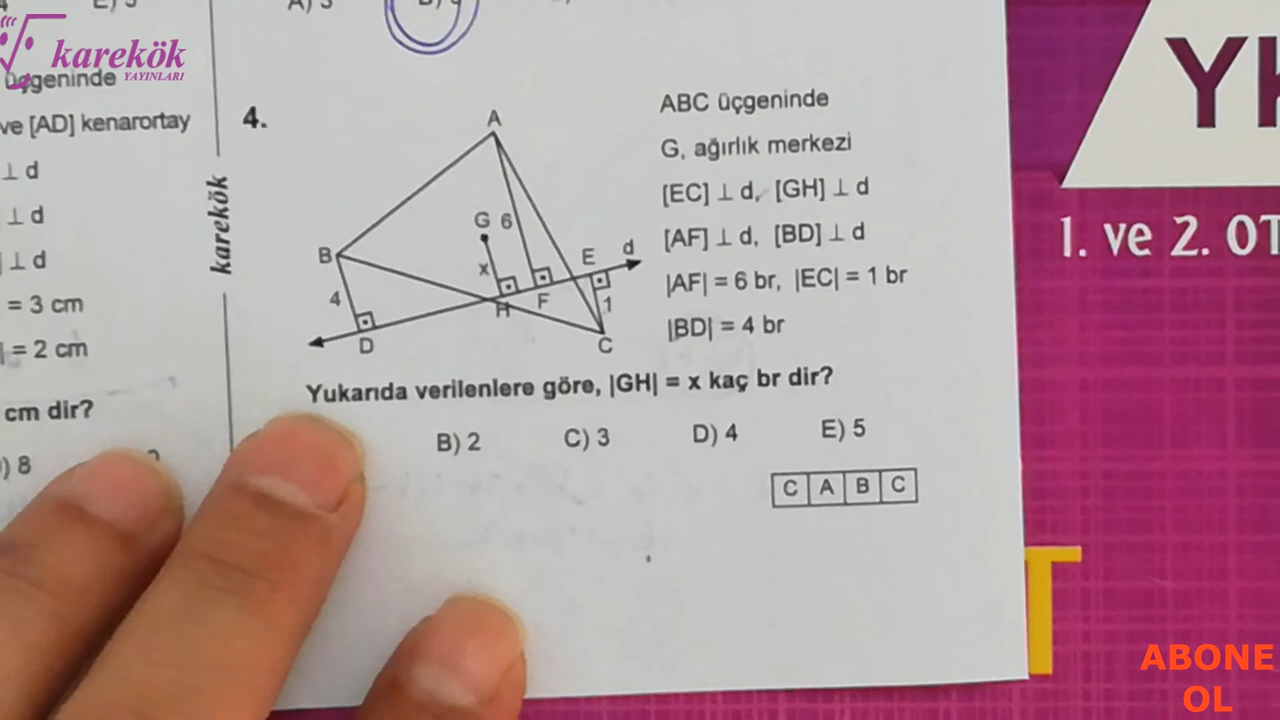 karekök
YAYINLARI
üçgeninde
ve [AD] kenarortay
⊥ d
⊥ d
⊥ d
= 3 cm
= 2 cm
cm dir?
) 8
karekök
E) 5
A) 5
4.
A
G 6
B
E d
x
4
H F
1
D
C
ABC üçgeninde
G, ağırlık merkezi
[EC] ⊥ d, [GH] ⊥ d
[AF] ⊥ d, [BD] ⊥ d
|AF| = 6 br, |EC| = 1 br
|BD| = 4 br
Yukarıda verilenlere göre, |GH| = x kaç br dir?
B) 2 C) 3 D) 4 E) 5
C A B C
1. ve 2. OT
T
ABONE
OL